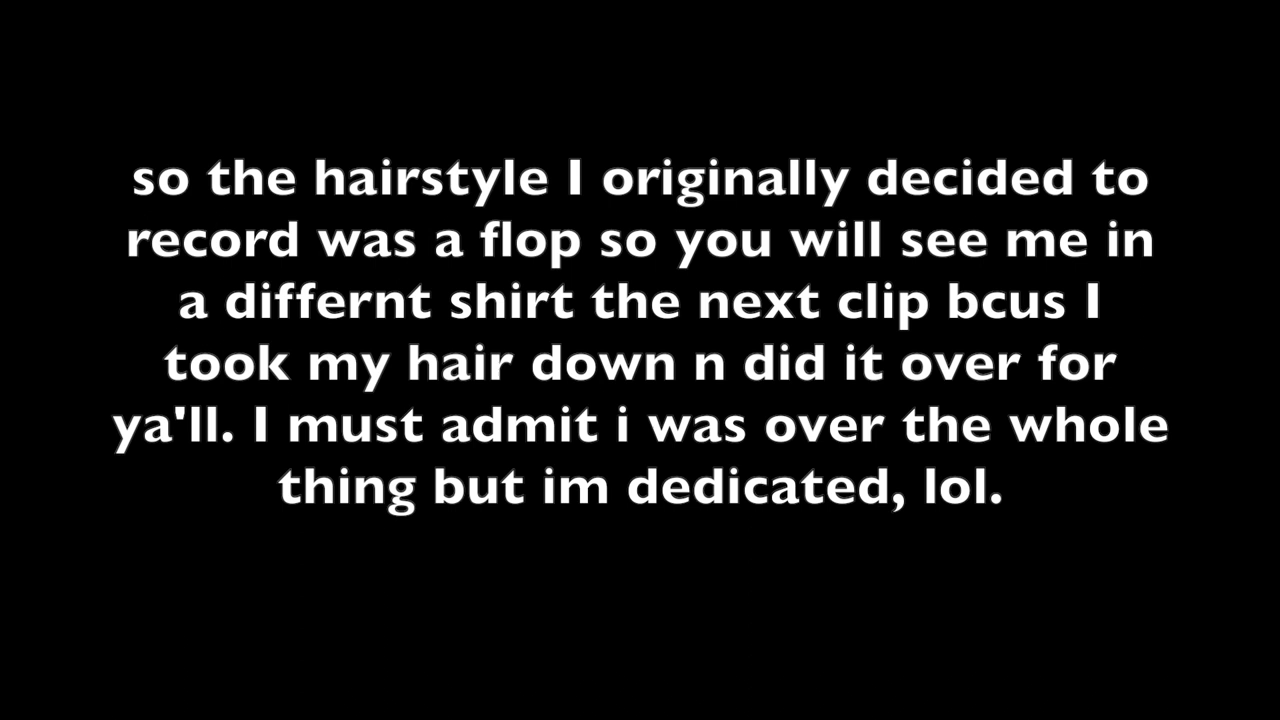 so the hairstyle I originally decided to
record was a flop so you will see me in
a differnt shirt the next clip bcus I
took my hair down n did it over for
ya'll. I must admit i was over the whole
thing but im dedicated, lol.